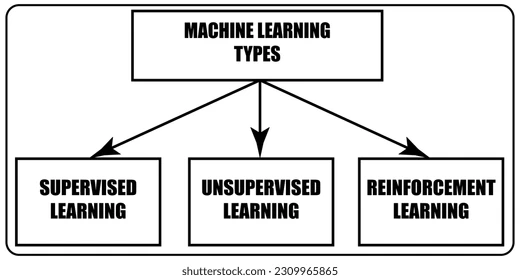 MACHINE LEARNING
TYPES
SUPERVISED
LEARNING
UNSUPERVISED
LEARNING
REINFORCEMENT
LEARNING
shutterstock.com · 2309965865